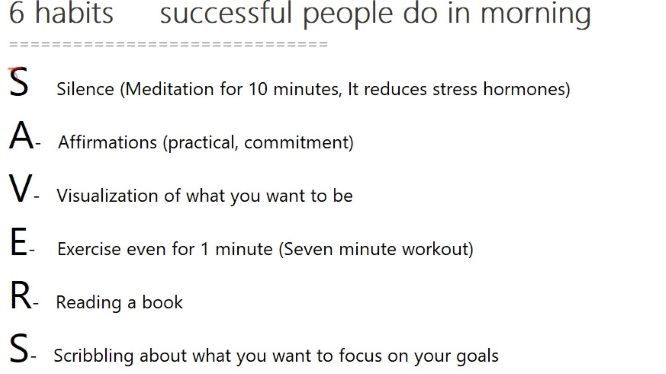 6 habits successful people do in morning
==============================
S Silence (Meditation for 10 minutes, It reduces stress hormones)
A- Affirmations (practical, commitment)
V- Visualization of what you want to be
E- Exercise even for 1 minute (Seven minute workout)
R- Reading a book
S- Scribbling about what you want to focus on your goals